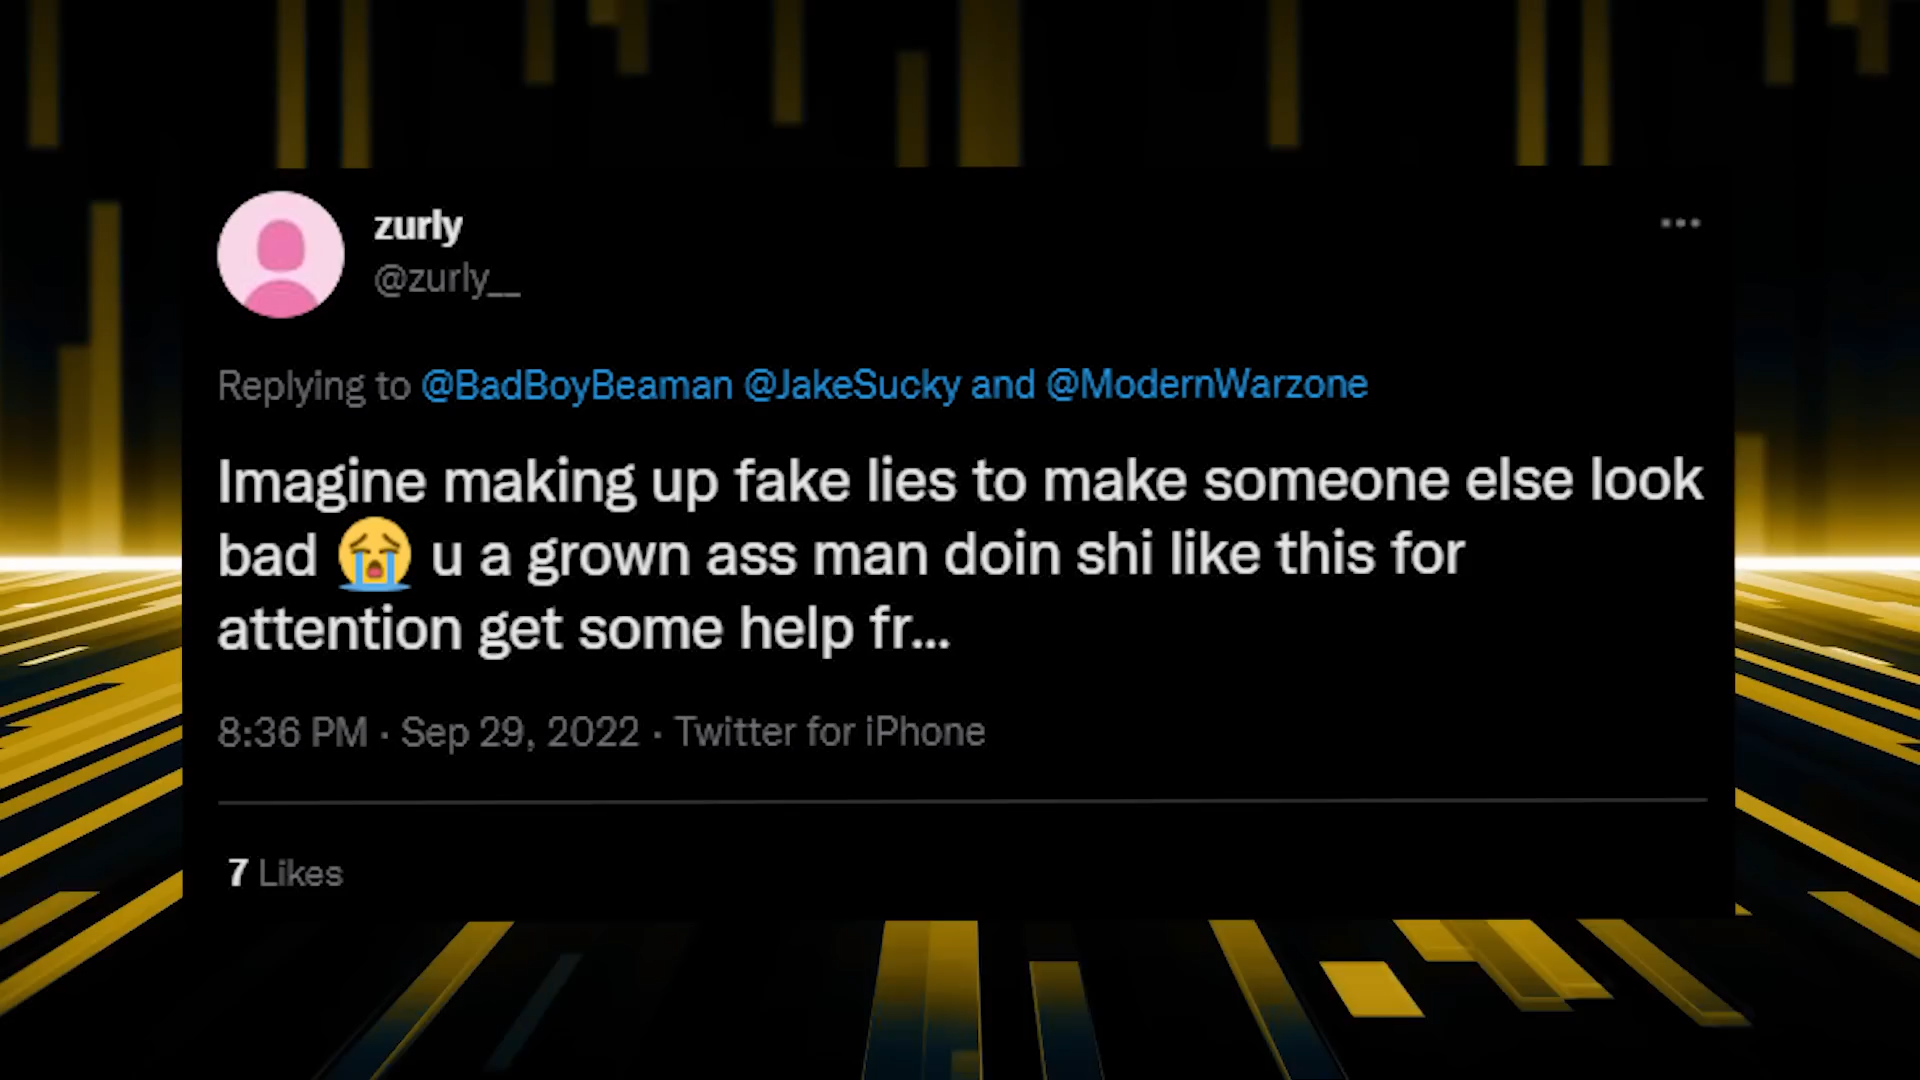 zurly
@zurly__
Replying to @BadBoyBeaman @JakeSucky and @ModernWarzone
Imagine making up fake lies to make someone else look
bad 😭 u a grown ass man doin shi like this for
attention get some help fr...
8:36 PM · Sep 29, 2022 · Twitter for iPhone
7 Likes